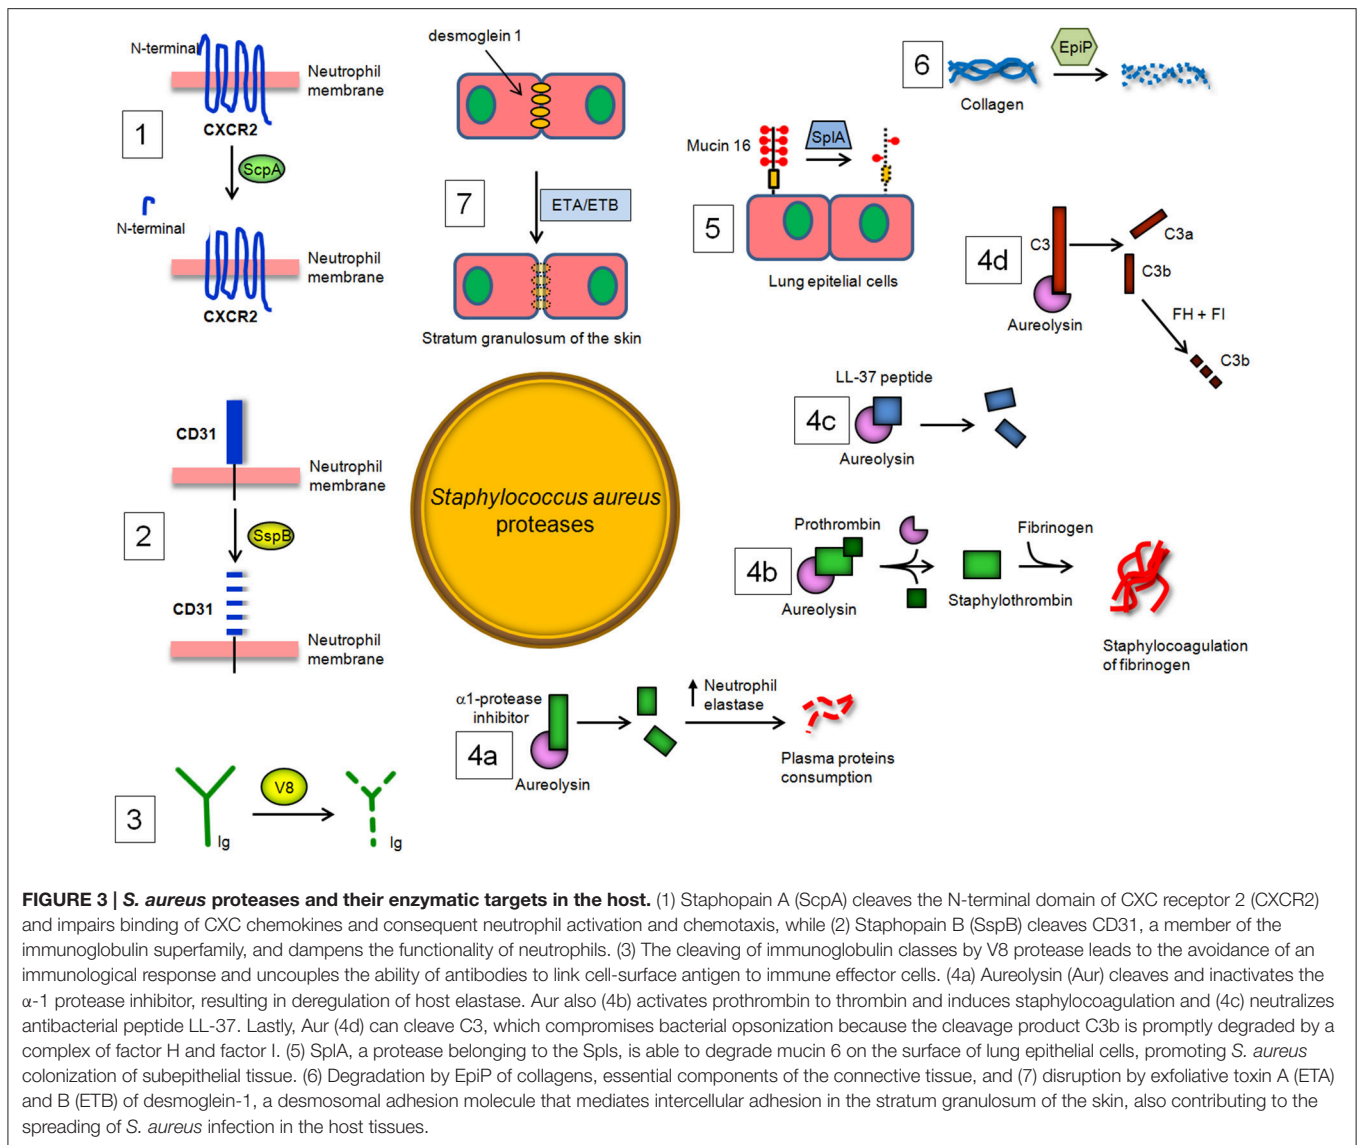 N-terminal
Neutrophil
membrane
CXCR2
1
ScpA
N-terminal
Neutrophil
membrane
CXCR2
desmoglein 1
7
ETA/ETB
Stratum granulosum of the skin
6
EpiP
Collagen
Mucin 16
SplA
5
Lung epitelial cells
4d
C3
C3a
C3b
Aureolysin
FH + FI
C3b
LL-37 peptide
4c
Aureolysin
CD31
Neutrophil
membrane
2
SspB
CD31
Neutrophil
membrane
Staphylococcus aureus
proteases
Prothrombin
Fibrinogen
4b
Aureolysin
Staphylothrombin
Staphylocoagulation
of fibrinogen
α1-protease
inhibitor
Neutrophil
elastase
4a
Aureolysin
Plasma proteins
consumption
3
V8
Ig
Ig
FIGURE 3 | S. aureus proteases and their enzymatic targets in the host. (1) Staphopain A (ScpA) cleaves the N-terminal domain of CXC receptor 2 (CXCR2)
and impairs binding of CXC chemokines and consequent neutrophil activation and chemotaxis, while (2) Staphopain B (SspB) cleaves CD31, a member of the
immunoglobulin superfamily, and dampens the functionality of neutrophils. (3) The cleaving of immunoglobulin classes by V8 protease leads to the avoidance of an
immunological response and uncouples the ability of antibodies to link cell-surface antigen to immune effector cells. (4a) Aureolysin (Aur) cleaves and inactivates the
α-1 protease inhibitor, resulting in deregulation of host elastase. Aur also (4b) activates prothrombin to thrombin and induces staphylocoagulation and (4c) neutralizes
antibacterial peptide LL-37. Lastly, Aur (4d) can cleave C3, which compromises bacterial opsonization because the cleavage product C3b is promptly degraded by a
complex of factor H and factor I. (5) SplA, a protease belonging to the Spls, is able to degrade mucin 6 on the surface of lung epithelial cells, promoting S. aureus
colonization of subepithelial tissue. (6) Degradation by EpiP of collagens, essential components of the connective tissue, and (7) disruption by exfoliative toxin A (ETA)
and B (ETB) of desmoglein-1, a desmosomal adhesion molecule that mediates intercellular adhesion in the stratum granulosum of the skin, also contributing to the
spreading of S. aureus infection in the host tissues.